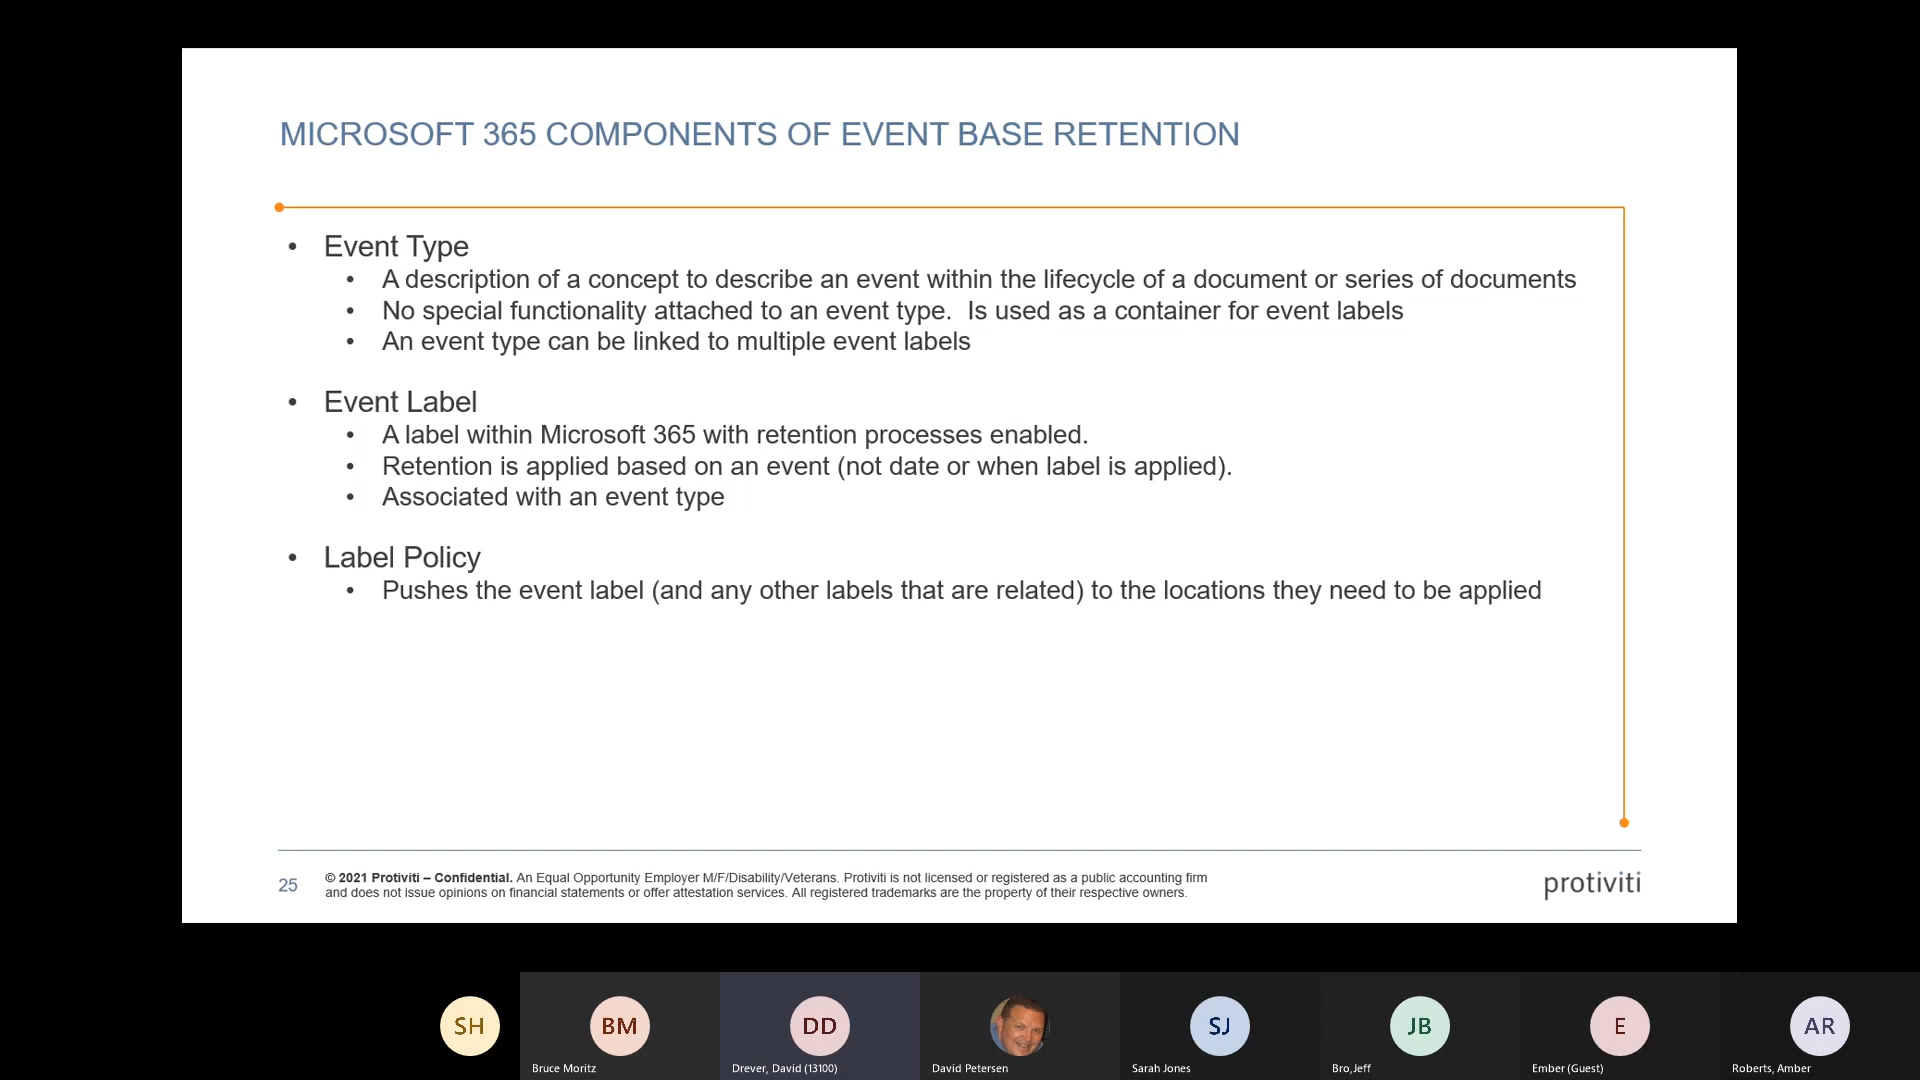 MICROSOFT 365 COMPONENTS OF EVENT BASE RETENTION
• Event Type
• A description of a concept to describe an event within the lifecycle of a document or series of documents
• No special functionality attached to an event type.  Is used as a container for event labels
• An event type can be linked to multiple event labels
• Event Label
• A label within Microsoft 365 with retention processes enabled.
• Retention is applied based on an event (not date or when label is applied).
• Associated with an event type
• Label Policy
• Pushes the event label (and any other labels that are related) to the locations they need to be applied
25
© 2021 Protiviti – Confidential. An Equal Opportunity Employer M/F/Disability/Veterans. Protiviti is not licensed or registered as a public accounting firm
and does not issue opinions on financial statements or offer attestation services. All registered trademarks are the property of their respective owners.
protiviti
SH
BM
DD
SJ
JB
E
AR
Bruce Moritz
Drever, David (13100)
David Petersen
Sarah Jones
Bro,Jeff
Ember (Guest)
Roberts, Amber